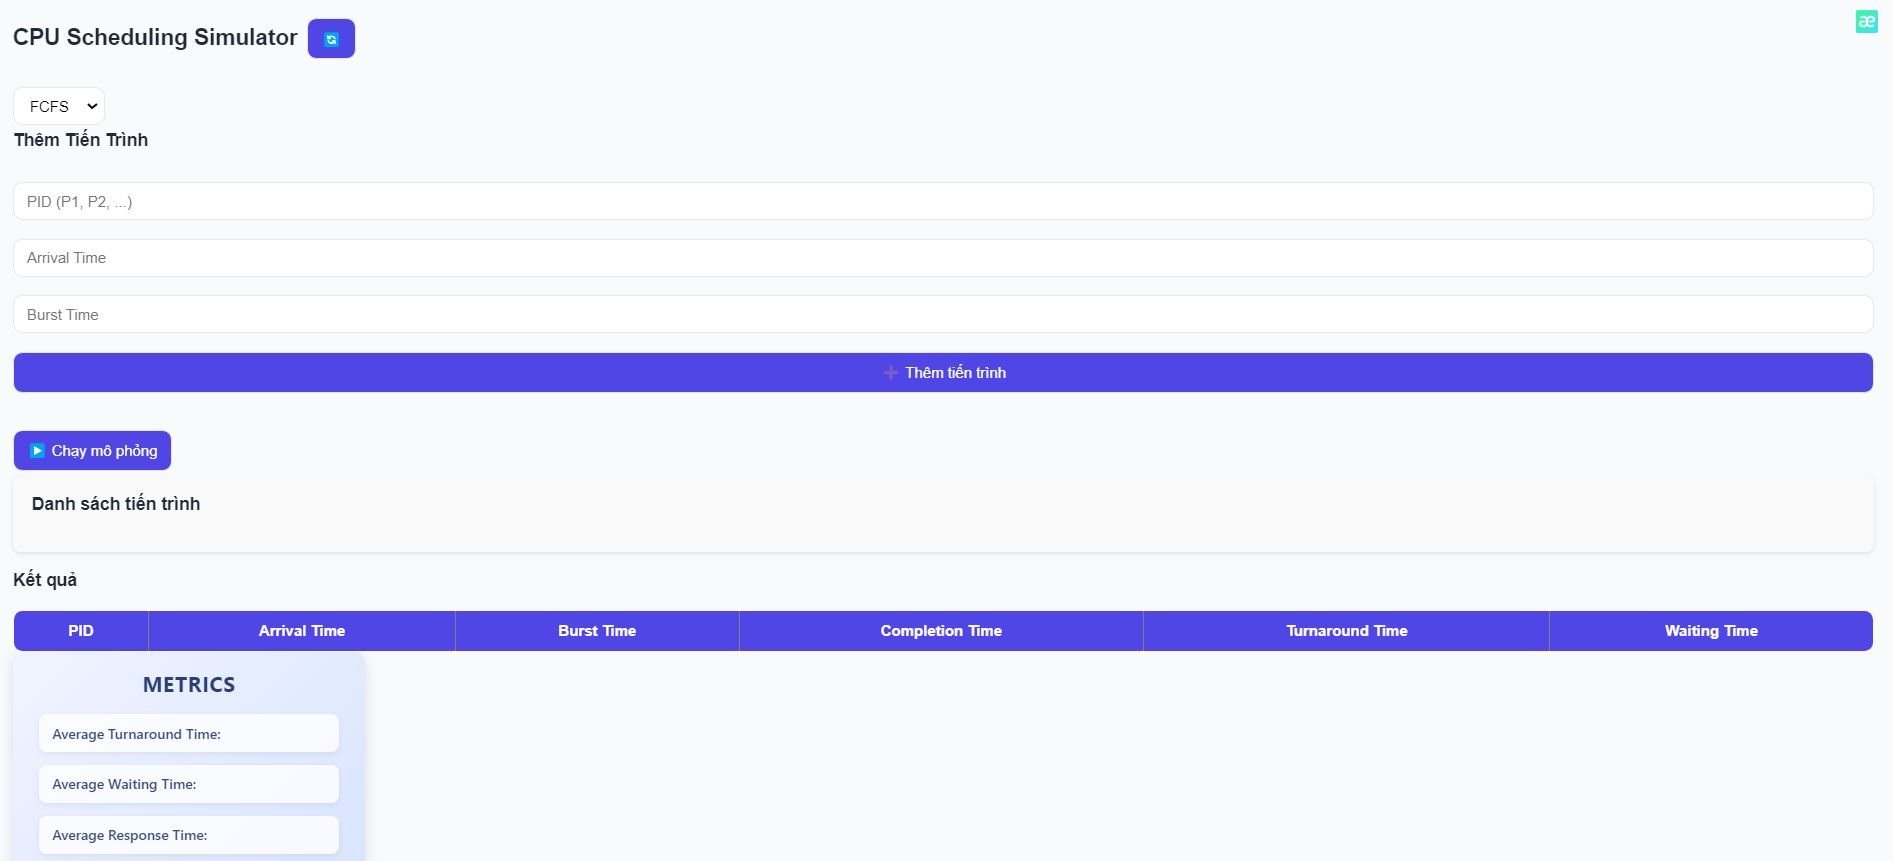 CPU Scheduling Simulator
æ
FCFS
Thêm Tiến Trình
PID (P1, P2, ...)
Arrival Time
Burst Time
Thêm tiến trình
Chạy mô phỏng
Danh sách tiến trình
Kết quả
PID Arrival Time Burst Time Completion Time Turnaround Time Waiting Time
METRICS
Average Turnaround Time:
Average Waiting Time:
Average Response Time: